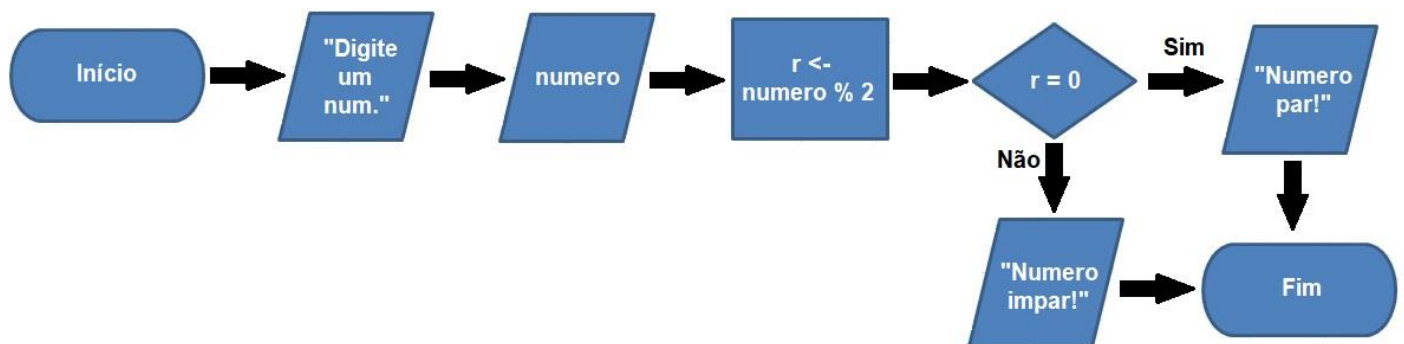 Início
"Digite
um
num."
numero
r <-
numero % 2
r = 0
Sim
"Numero
par!"
Não
"Numero
impar!"
Fim